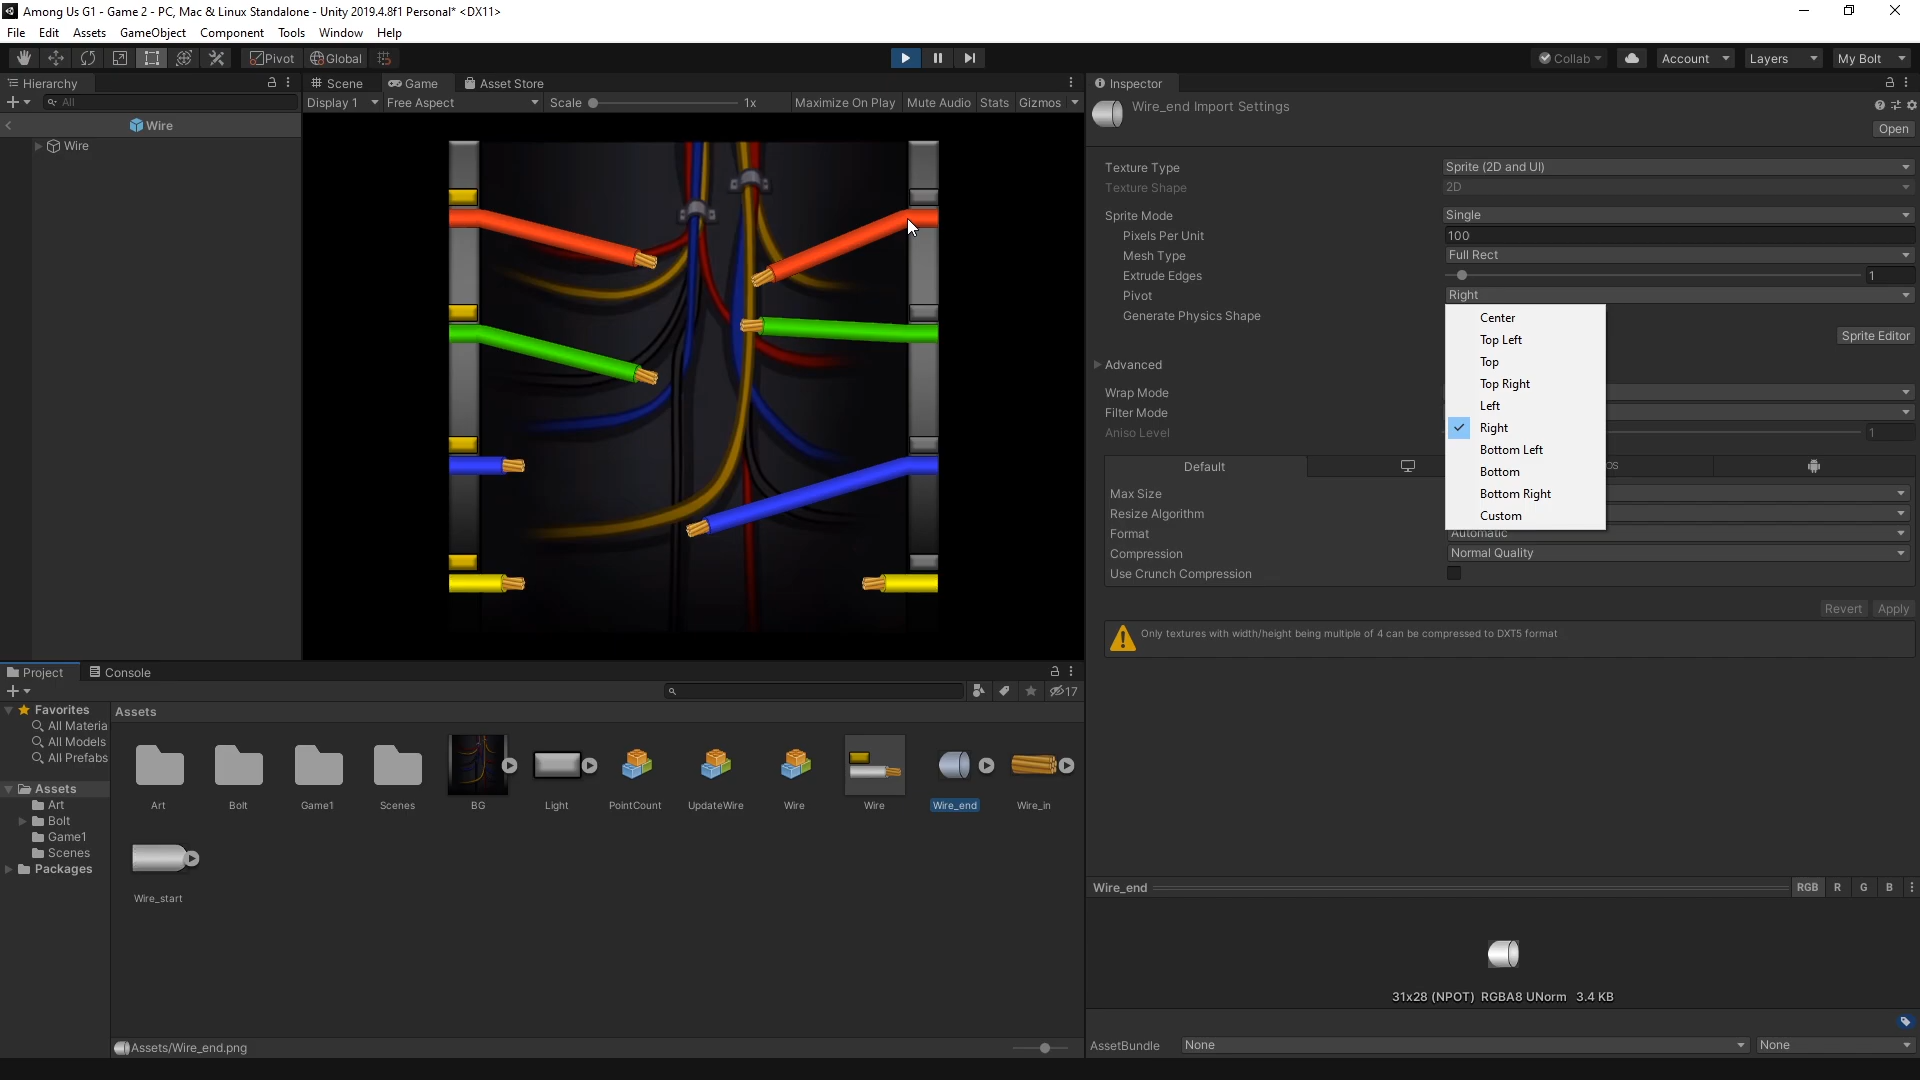 Among Us G1 - Game 2 - PC, Mac & Linux Standalone - Unity 2019.4.8f1 Personal* <DX11>
File Edit Assets GameObject Component Tools Window Help
Pivot Global Collab Account Layers My Bolt
Hierarchy
All
Wire
Wire
Scene Game Asset Store
Display 1 Free Aspect Scale 1x Maximize On Play Mute Audio Stats Gizmos
Inspector
Wire_end Import Settings
Open
Texture Type Sprite (2D and UI)
Texture Shape 2D
Sprite Mode Single
Pixels Per Unit 100
Mesh Type Full Rect
Extrude Edges 1
Pivot Right
Generate Physics Shape
Center
Top Left
Top
Top Right
Left
Right
Bottom Left
Bottom
Bottom Right
Custom
Sprite Editor
Advanced
Wrap Mode
Filter Mode
Aniso Level 1
Default
Max Size
Resize Algorithm
Format Automatic
Compression Normal Quality
Use Crunch Compression
Revert Apply
Only textures with width/height being multiple of 4 can be compressed to DXT5 format
Project Console
17
Favorites
All Materia
All Models
All Prefabs
Assets
Art
Bolt
Game1
Scenes
Packages
Assets
Art Bolt Game1 Scenes BG Light PointCount UpdateWire Wire Wire Wire_end Wire_in
Wire_start
Assets/Wire_end.png
Wire_end RGB R G B
31x28 (NPOT) RGBA8 UNorm 3.4 KB
AssetBundle None None